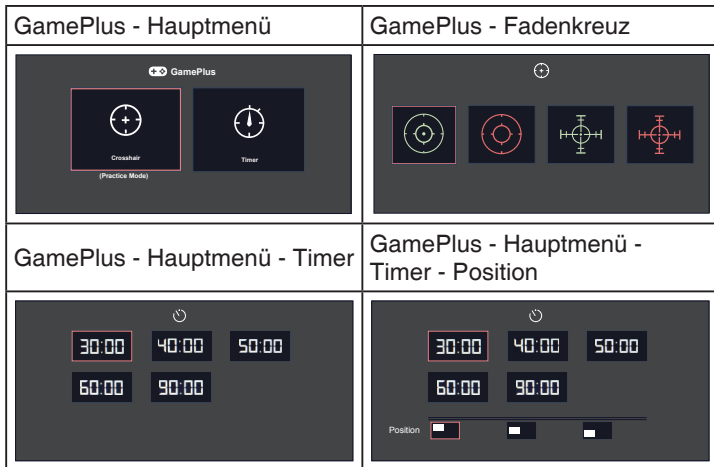 GamePlus - Hauptmenü
GamePlus - Fadenkreuz
GamePlus
Crosshair
Timer
(Practice Mode)
GamePlus - Hauptmenü - Timer
GamePlus - Hauptmenü -
Timer - Position
30:00 40:00 50:00
60:00 90:00
30:00 40:00 50:00
60:00 90:00
Position